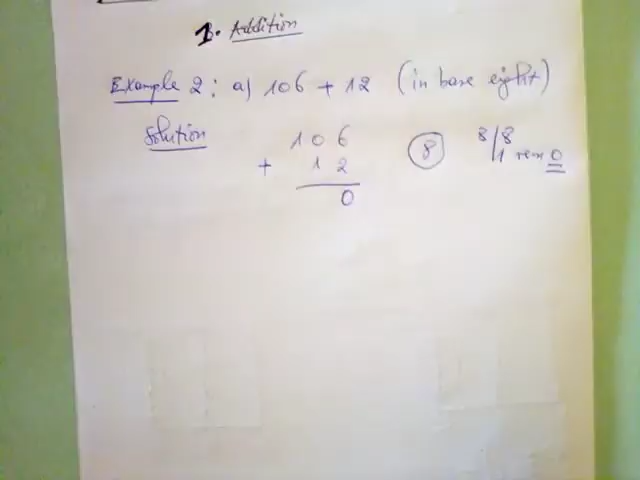 1. Addition
Example 2: a) 106 + 12 (in base eight)
Solution
106
+ 12
0
8
8/8
1 rem 0